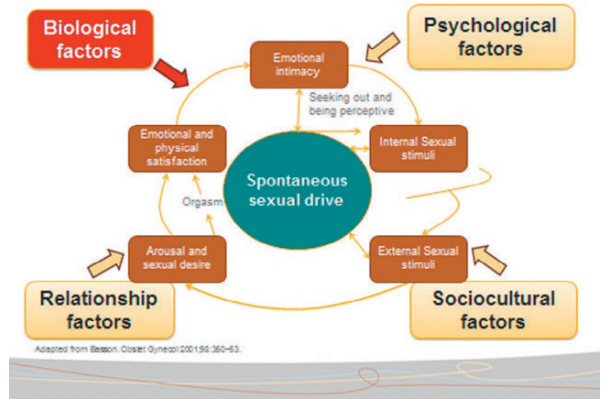 Biological
factors
Psychological
factors
Emotional
intimacy
Seeking out and
being perceptive
Emotional and
physical
satisfaction
Internal Sexual
stimuli
Spontaneous
sexual drive
Orgasm
Arousal and
sexual desire
External Sexual
stimuli
Relationship
factors
Sociocultural
factors
Adapted from Basson. Obstet Gynecol 2001;98:350–53.